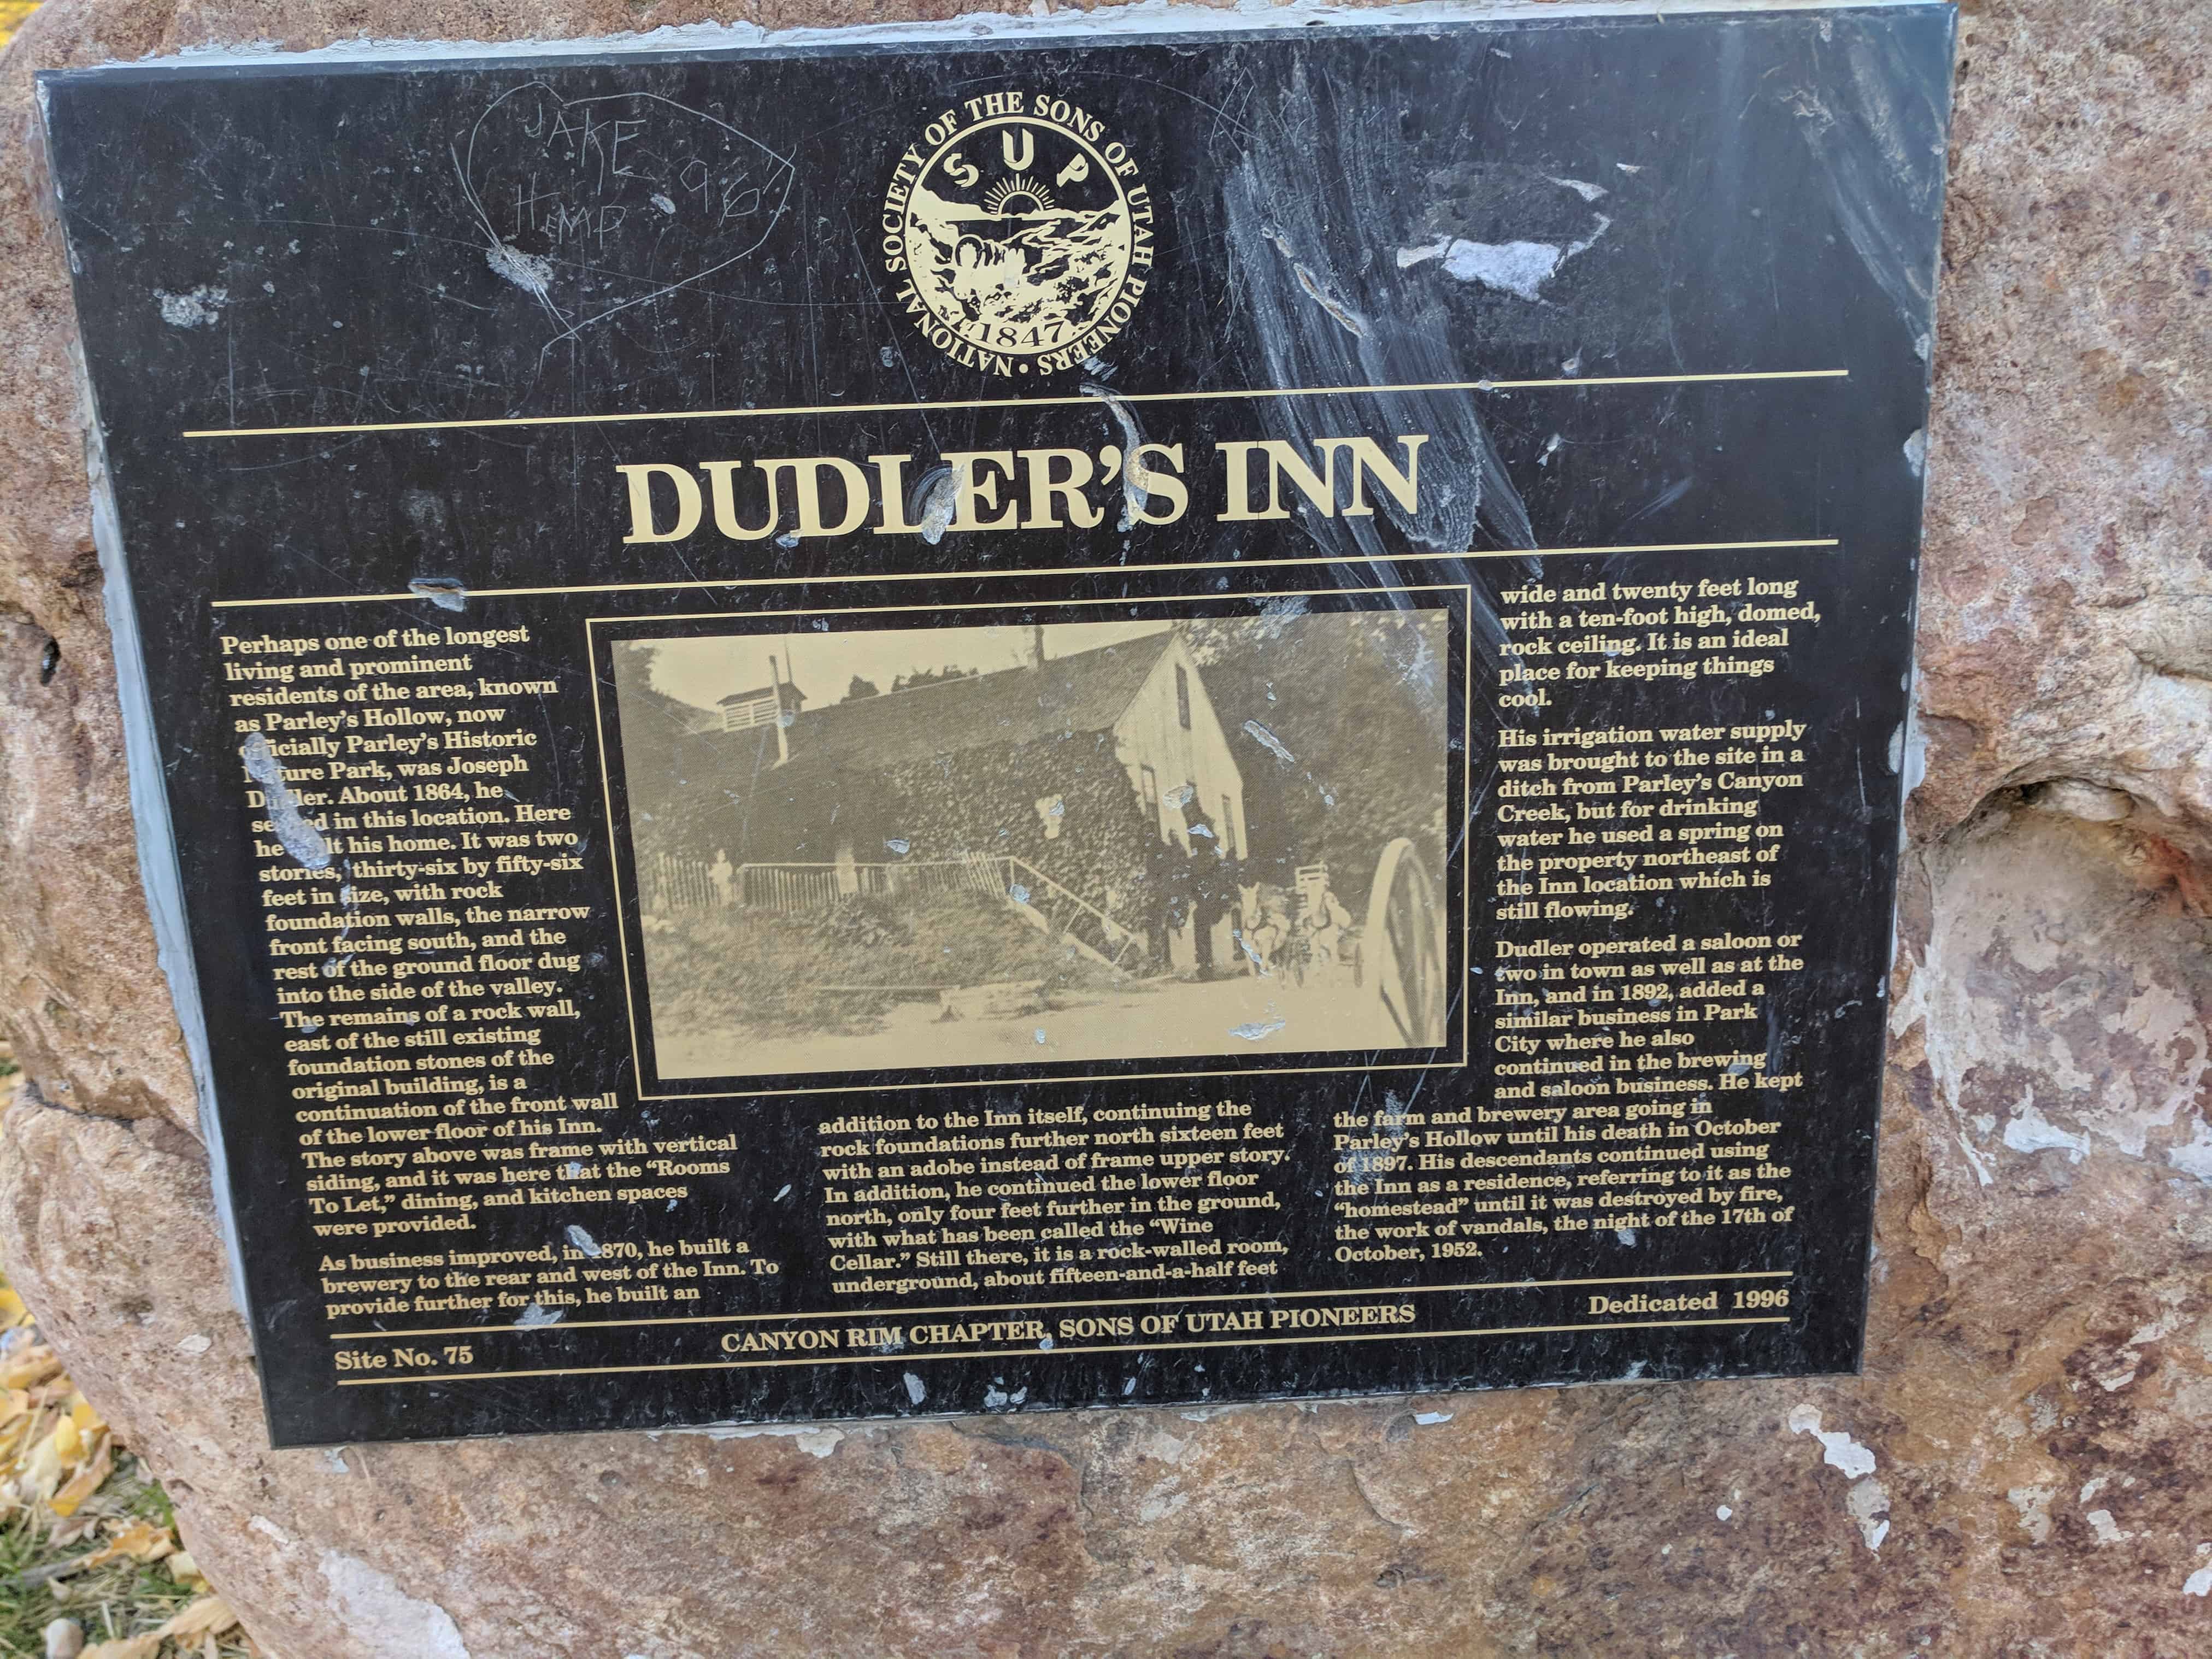 JAKE
HEMP
96
NATIONAL SOCIETY OF THE SONS OF UTAH PIONEERS •
SUP
1847
DUDLER'S INN
Perhaps one of the longest
living and prominent
residents of the area, known
as Parley's Hollow, now
officially Parley's Historic
Nature Park, was Joseph
Dudler. About 1864, he
settled in this location. Here
he built his home. It was two
stories, thirty-six by fifty-six
feet in size, with rock
foundation walls, the narrow
front facing south, and the
rest of the ground floor dug
into the side of the valley.
The remains of a rock wall,
east of the still existing
foundation stones of the
original building, is a
continuation of the front wall
of the lower floor of his Inn.
The story above was frame with vertical
siding, and it was here that the "Rooms
To Let," dining, and kitchen spaces
were provided.
As business improved, in 1870, he built a
brewery to the rear and west of the Inn. To
provide further for this, he built an
addition to the Inn itself, continuing the
rock foundations further north sixteen feet
with an adobe instead of frame upper story.
In addition, he continued the lower floor
north, only four feet further in the ground,
with what has been called the "Wine
Cellar." Still there, it is a rock-walled room,
underground, about fifteen-and-a-half feet
wide and twenty feet long
with a ten-foot high, domed,
rock ceiling. It is an ideal
place for keeping things
cool.
His irrigation water supply
was brought to the site in a
ditch from Parley's Canyon
Creek, but for drinking
water he used a spring on
the property northeast of
the Inn location which is
still flowing.
Dudler operated a saloon or
two in town as well as at the
Inn, and in 1892, added a
similar business in Park
City where he also
continued in the brewing
and saloon business. He kept
the farm and brewery area going in
Parley's Hollow until his death in October
of 1897. His descendants continued using
the Inn as a residence, referring to it as the
"homestead" until it was destroyed by fire,
the work of vandals, the night of the 17th of
October, 1952.
Site No. 75
CANYON RIM CHAPTER, SONS OF UTAH PIONEERS
Dedicated 1996